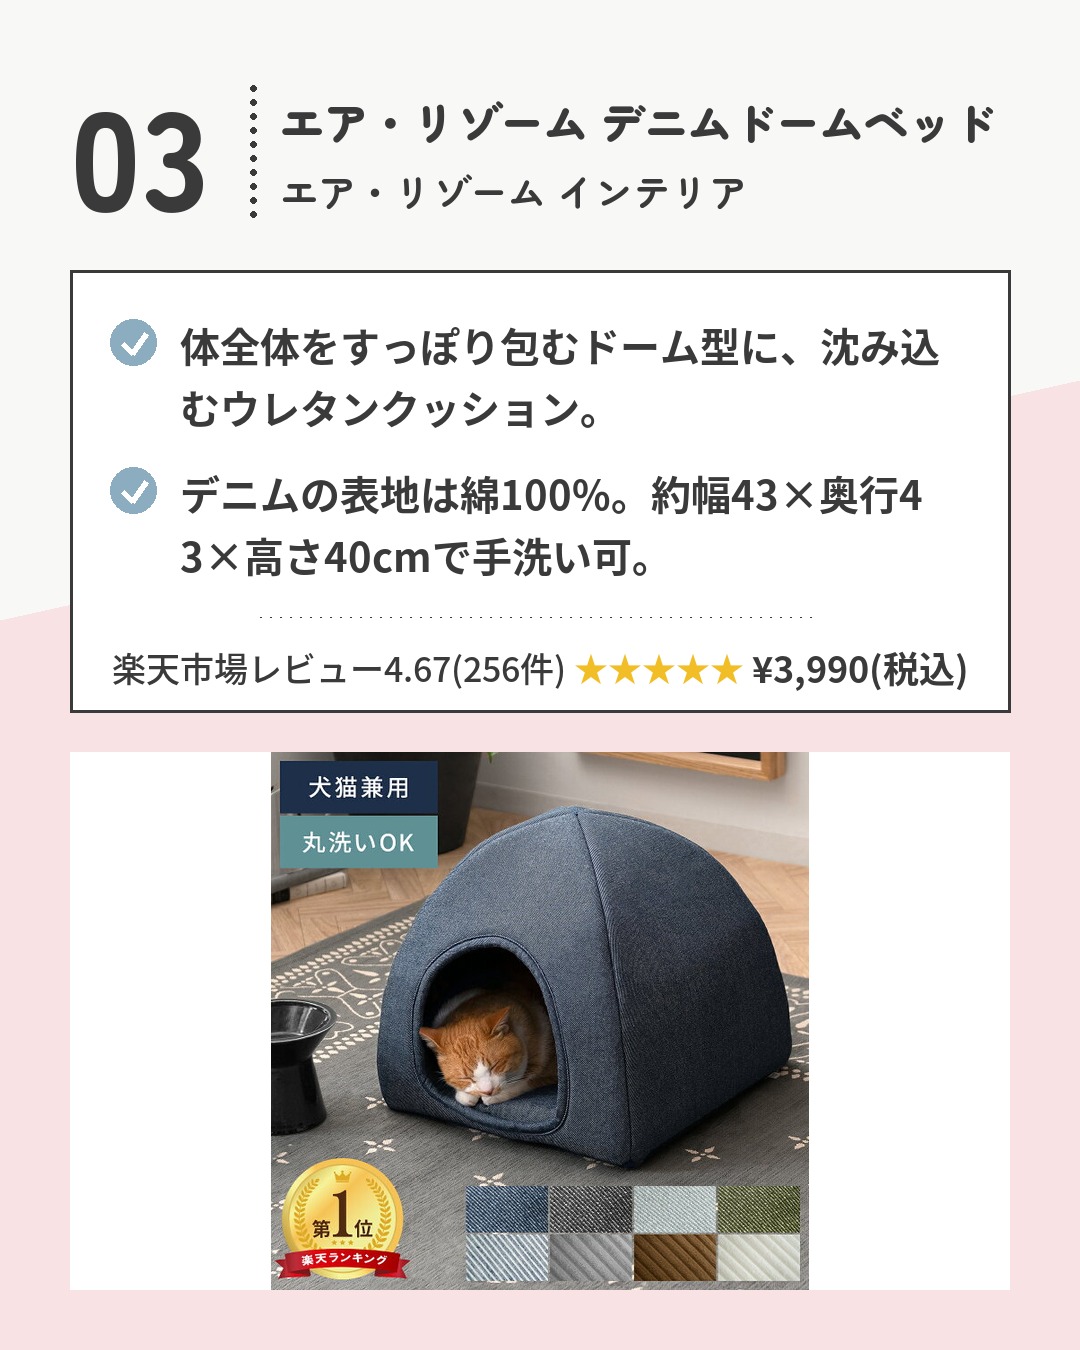 03
エア・リゾーム デニムドームベッド
エア・リゾーム インテリア
体全体をすっぽり包むドーム型に、沈み込
むウレタンクッション。
デニムの表地は綿100%。約幅43×奥行4
3×高さ40cmで手洗い可。
楽天市場レビュー4.67(256件) ★★★★★ ¥3,990(税込)
犬猫兼用
丸洗いOK
第1位
楽天ランキング